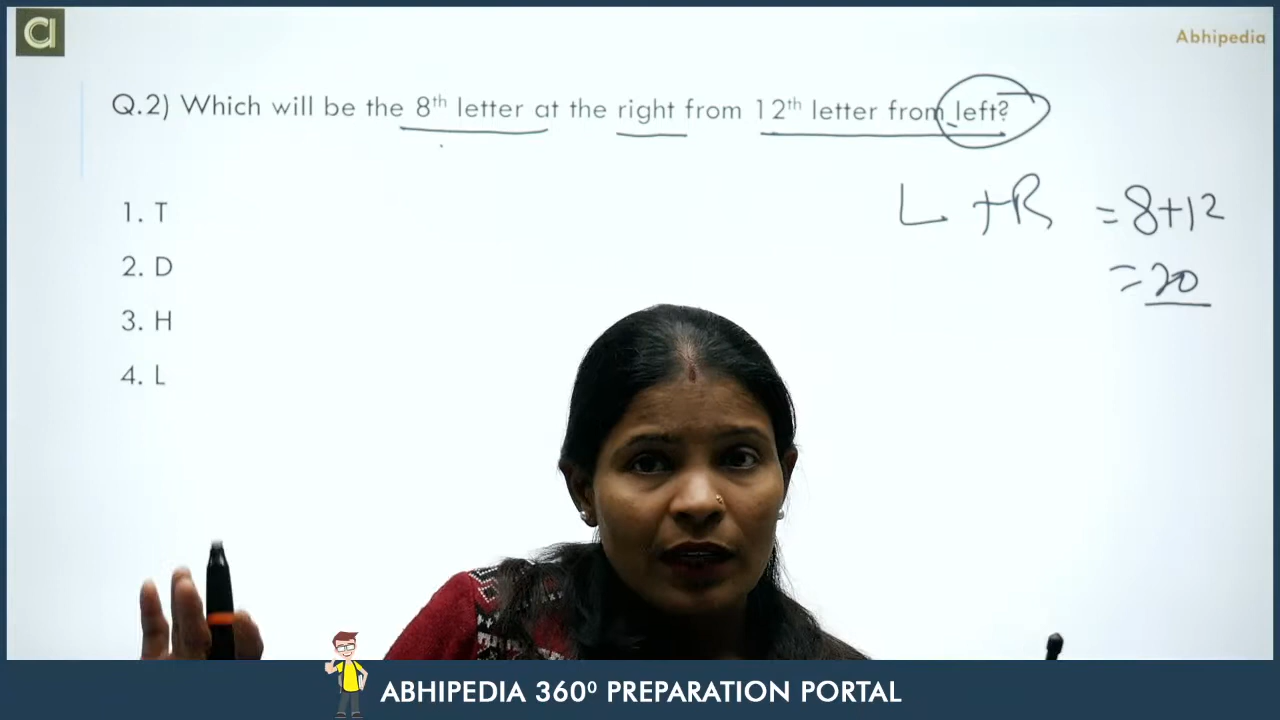 Abhipedia
Q.2) Which will be the 8th letter at the right from 12th letter from left?
L + R = 8+12
= 20
1. T
2. D
3. H
4. L
ABHIPEDIA 360⁰ PREPARATION PORTAL